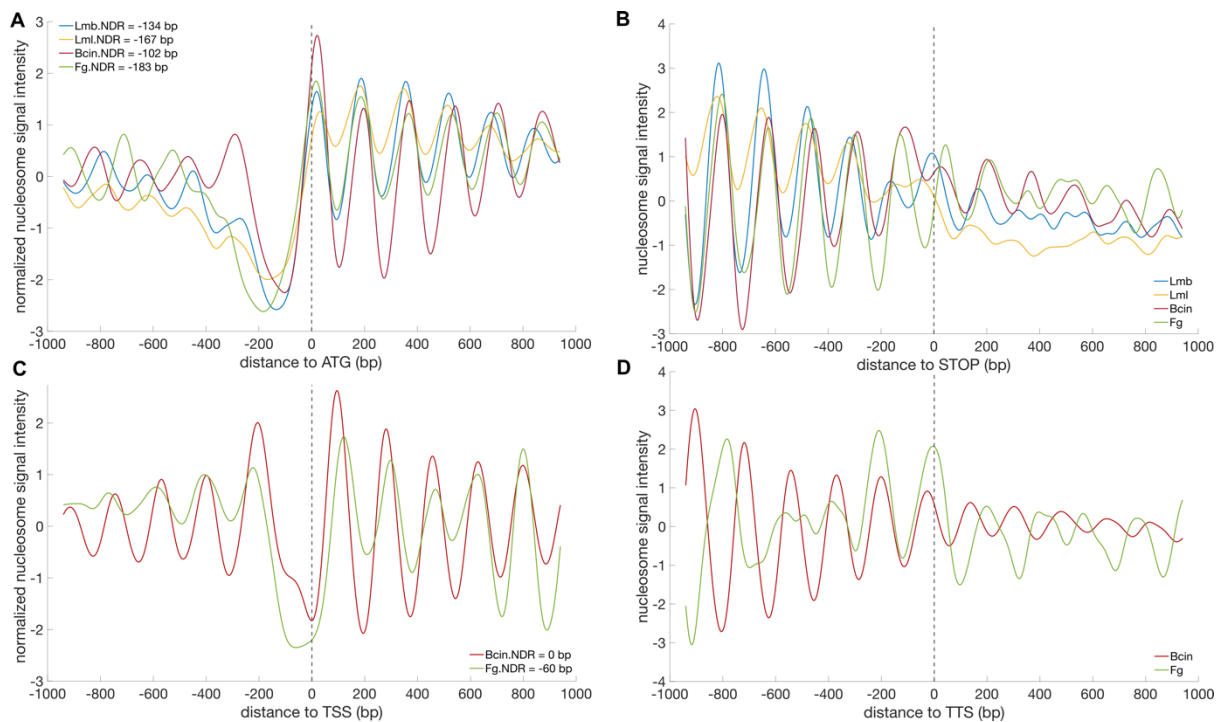 A
Lmb.NDR = -134 bp
Lml.NDR = -167 bp
Bcin.NDR = -102 bp
Fg.NDR = -183 bp
normalized nucleosome signal intensity
3
2
1
0
-1
-2
-3
-1000 -800 -600 -400 -200 0 200 400 600 800 1000
distance to ATG (bp)
B
nucleosome signal intensity
4
3
2
1
0
-1
-2
-3
Lmb
Lml
Bcin
Fg
-1000 -800 -600 -400 -200 0 200 400 600 800 1000
distance to STOP (bp)
C
normalized nucleosome signal intensity
2
1
0
-1
-2
-3
Bcin.NDR = 0 bp
Fg.NDR = -60 bp
-1000 -800 -600 -400 -200 0 200 400 600 800 1000
distance to TSS (bp)
D
nucleosome signal intensity
4
3
2
1
0
-1
-2
-3
-4
Bcin
Fg
-1000 -800 -600 -400 -200 0 200 400 600 800 1000
distance to TTS (bp)